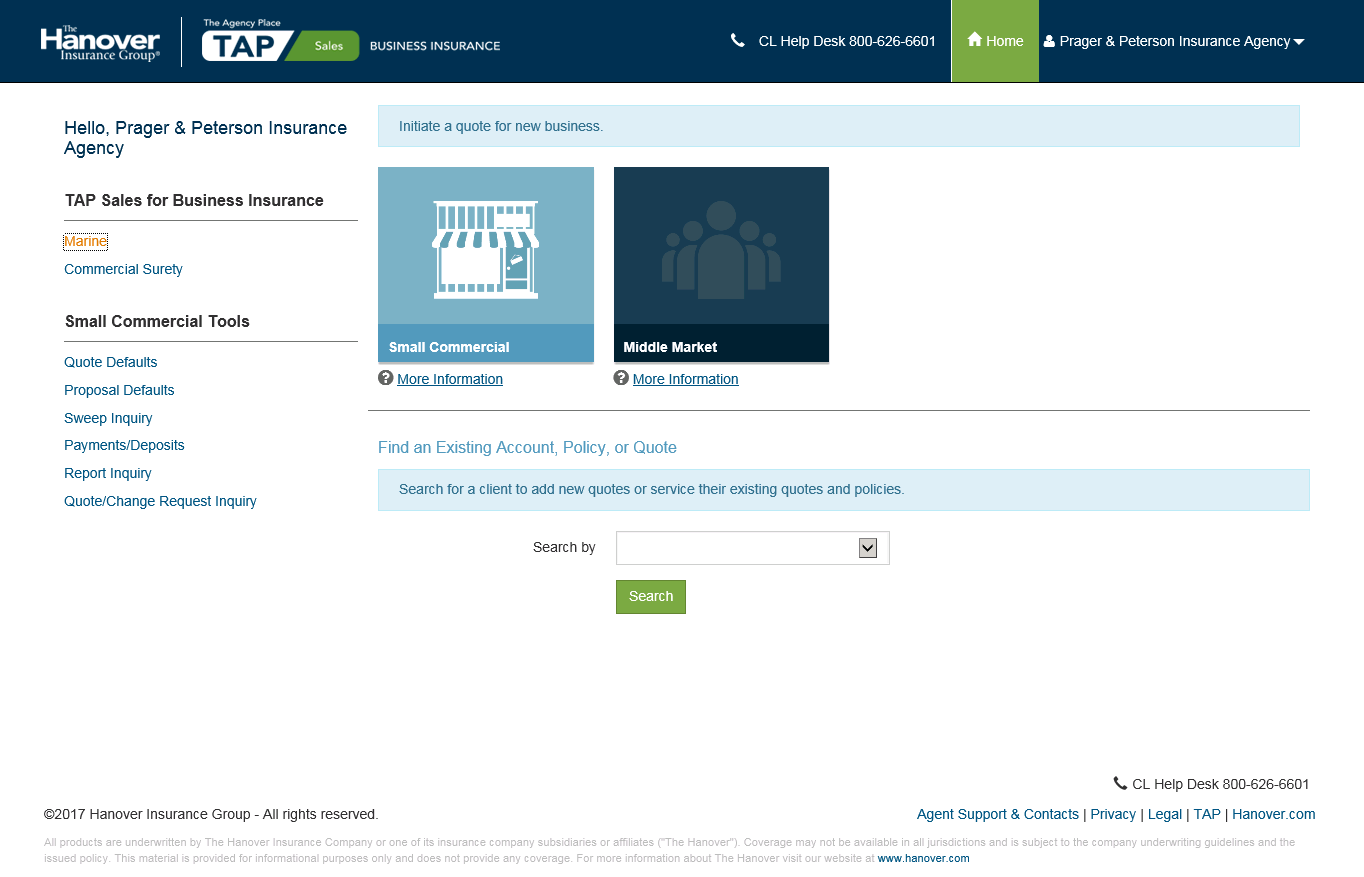 The
Hanover
Insurance Group®
The Agency Place
TAP Sales BUSINESS INSURANCE
CL Help Desk 800-626-6601
Home
Prager & Peterson Insurance Agency
Hello, Prager & Peterson Insurance
Agency
TAP Sales for Business Insurance
Marine
Commercial Surety
Small Commercial Tools
Quote Defaults
Proposal Defaults
Sweep Inquiry
Payments/Deposits
Report Inquiry
Quote/Change Request Inquiry
Initiate a quote for new business.
Small Commercial
Middle Market
? More Information
? More Information
Find an Existing Account, Policy, or Quote
Search for a client to add new quotes or service their existing quotes and policies.
Search by
Search
CL Help Desk 800-626-6601
©2017 Hanover Insurance Group - All rights reserved.
Agent Support & Contacts | Privacy | Legal | TAP | Hanover.com
All products are underwritten by The Hanover Insurance Company or one of its insurance company subsidiaries or affiliates ("The Hanover"). Coverage may not be available in all jurisdictions and is subject to the company underwriting guidelines and the
issued policy. This material is provided for informational purposes only and does not provide any coverage. For more information about The Hanover visit our website at www.hanover.com